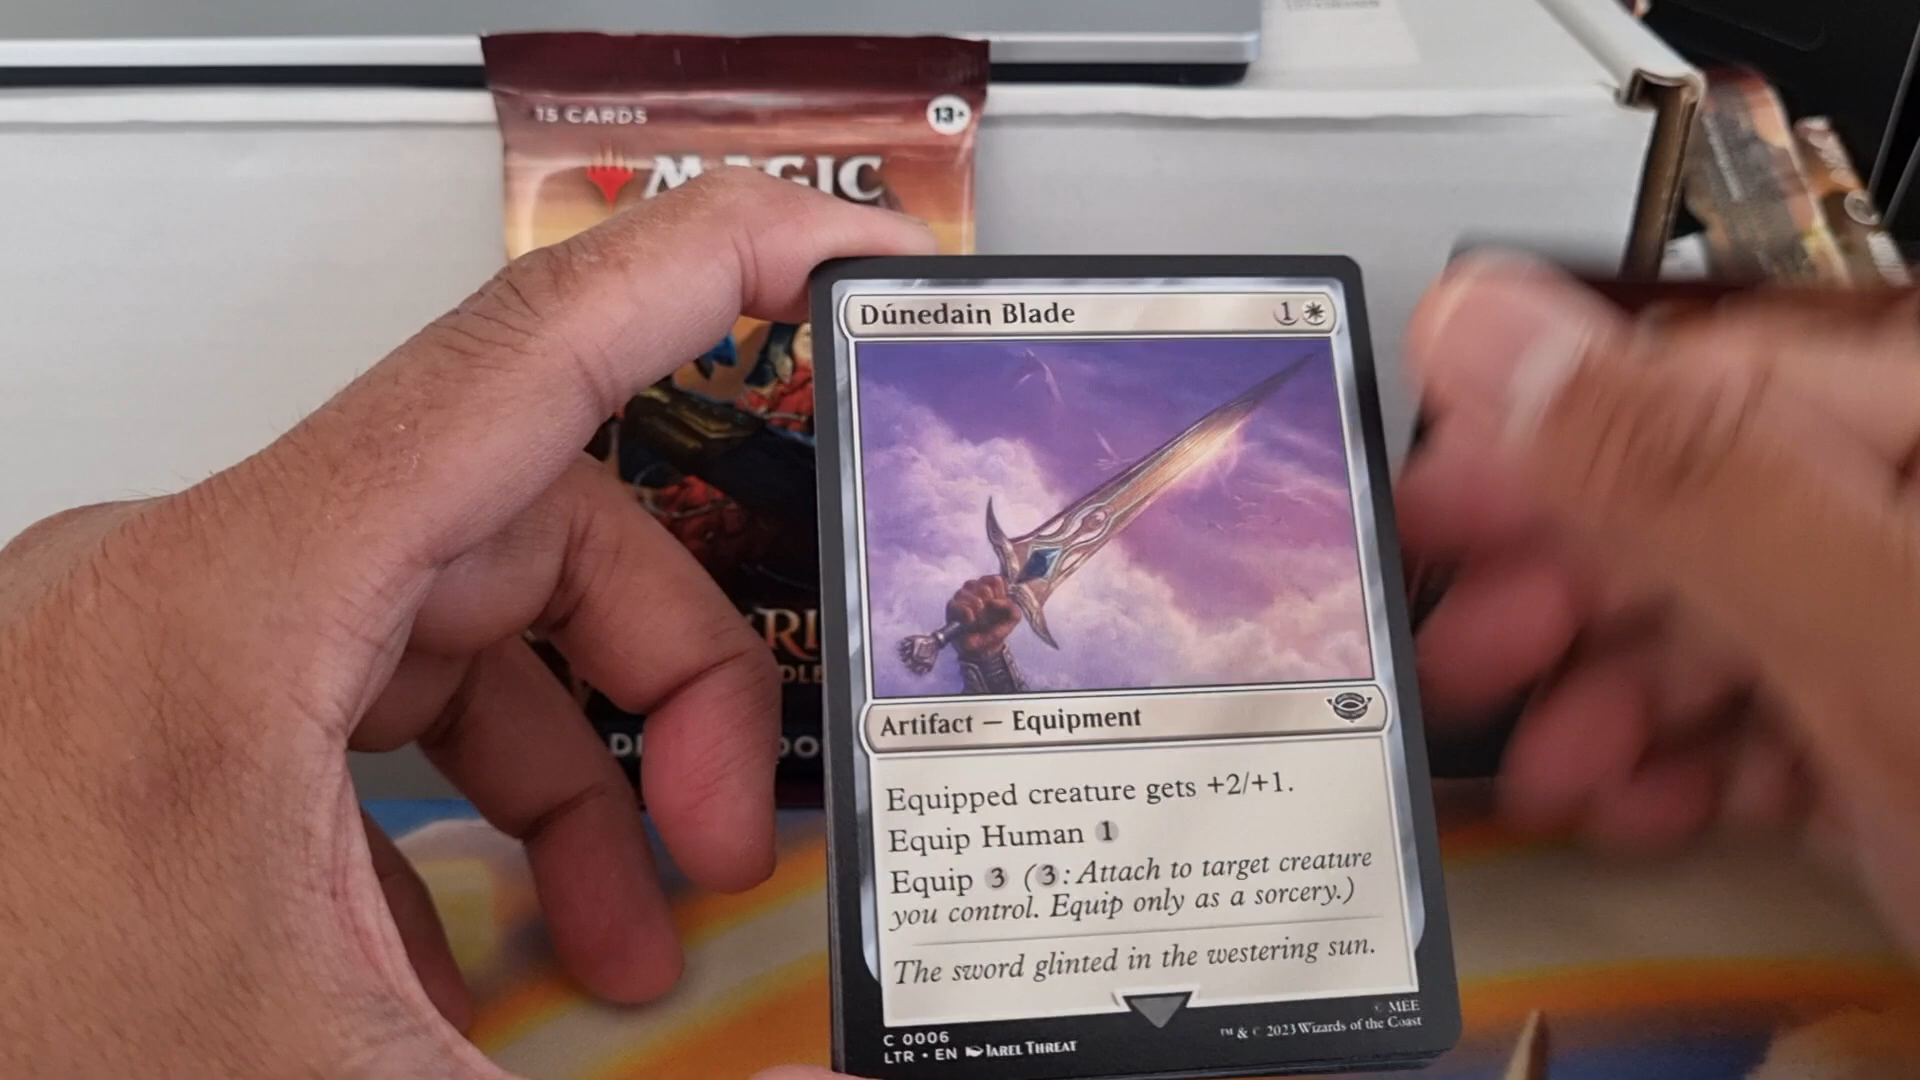 15 CARDS
13+
MAGIC
Dúnedain Blade
1
Artifact — Equipment
Equipped creature gets +2/+1.
Equip Human 1
Equip 3 (3: Attach to target creature
you control. Equip only as a sorcery.)
The sword glinted in the westering sun.
C 0006
LTR • EN JAREL THREAT
© MEE
™ & © 2023 Wizards of the Coast